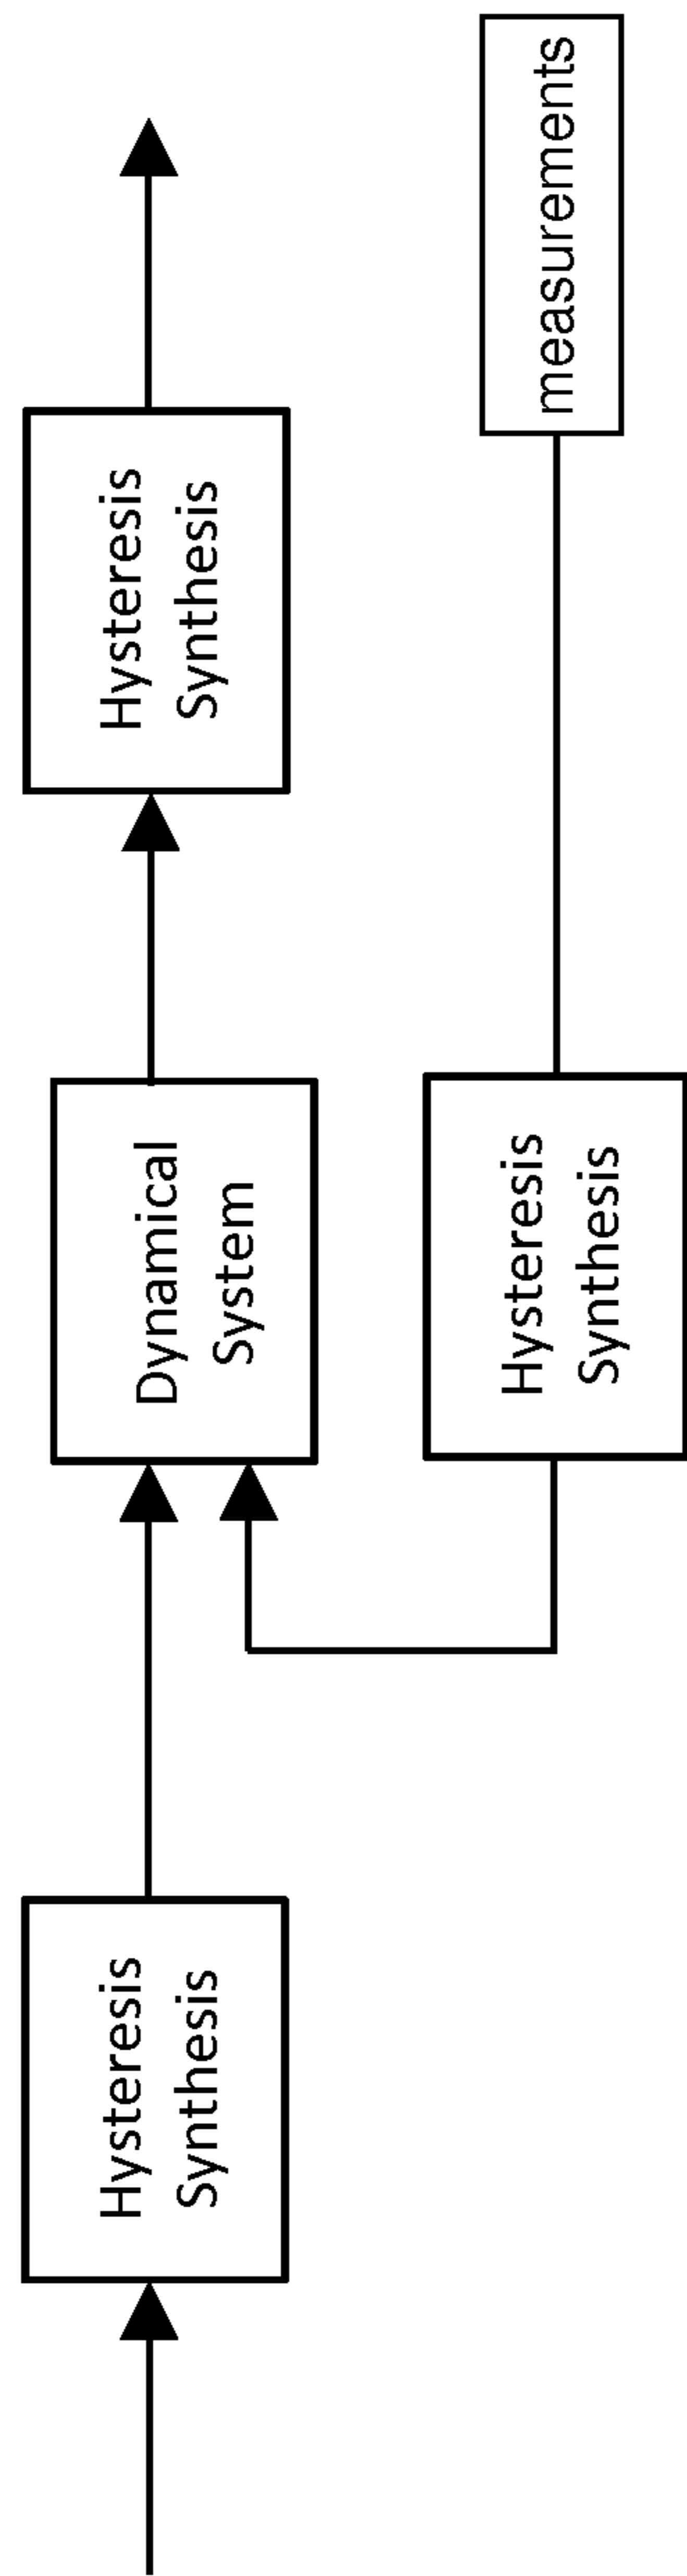 Hysteresis
Synthesis
Dynamical
System
Hysteresis
Synthesis
Hysteresis
Synthesis
measurements